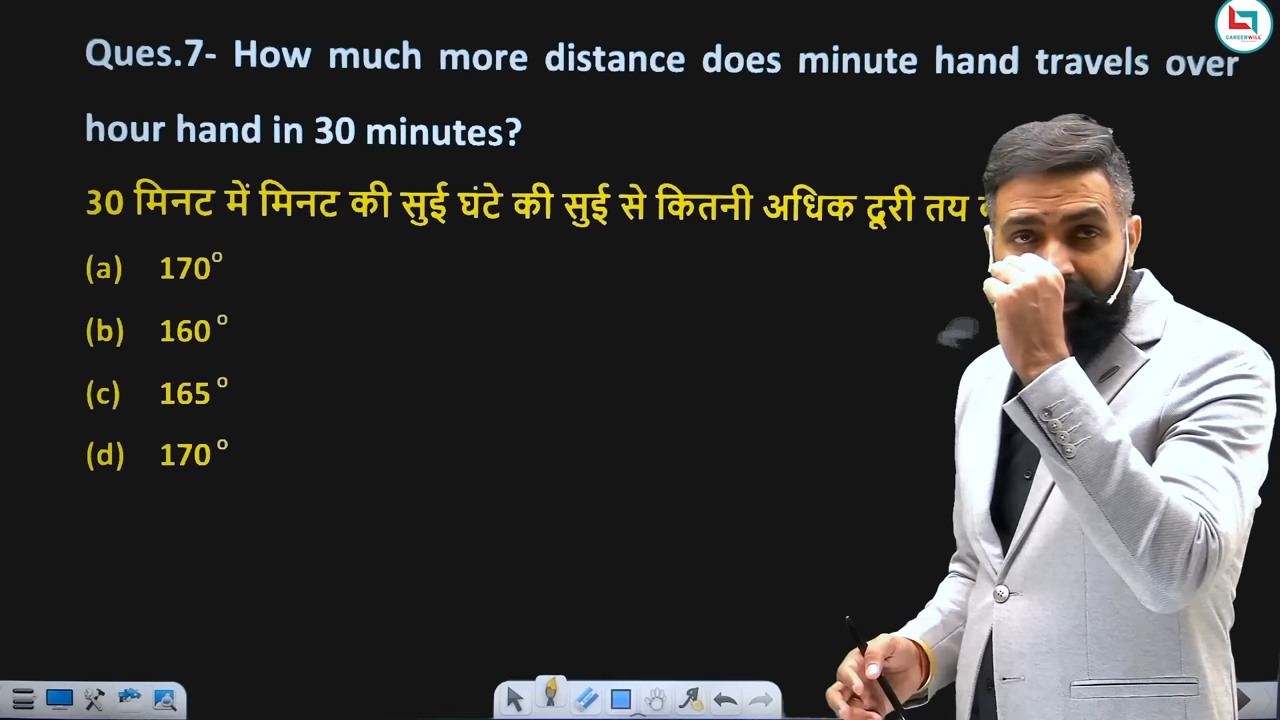 CAREERWILL
Ques.7- How much more distance does minute hand travels over
hour hand in 30 minutes?
30 मिनट में मिनट की सुई घंटे की सुई से कितनी अधिक दूरी तय
(a) 170°
(b) 160°
(c) 165°
(d) 170°